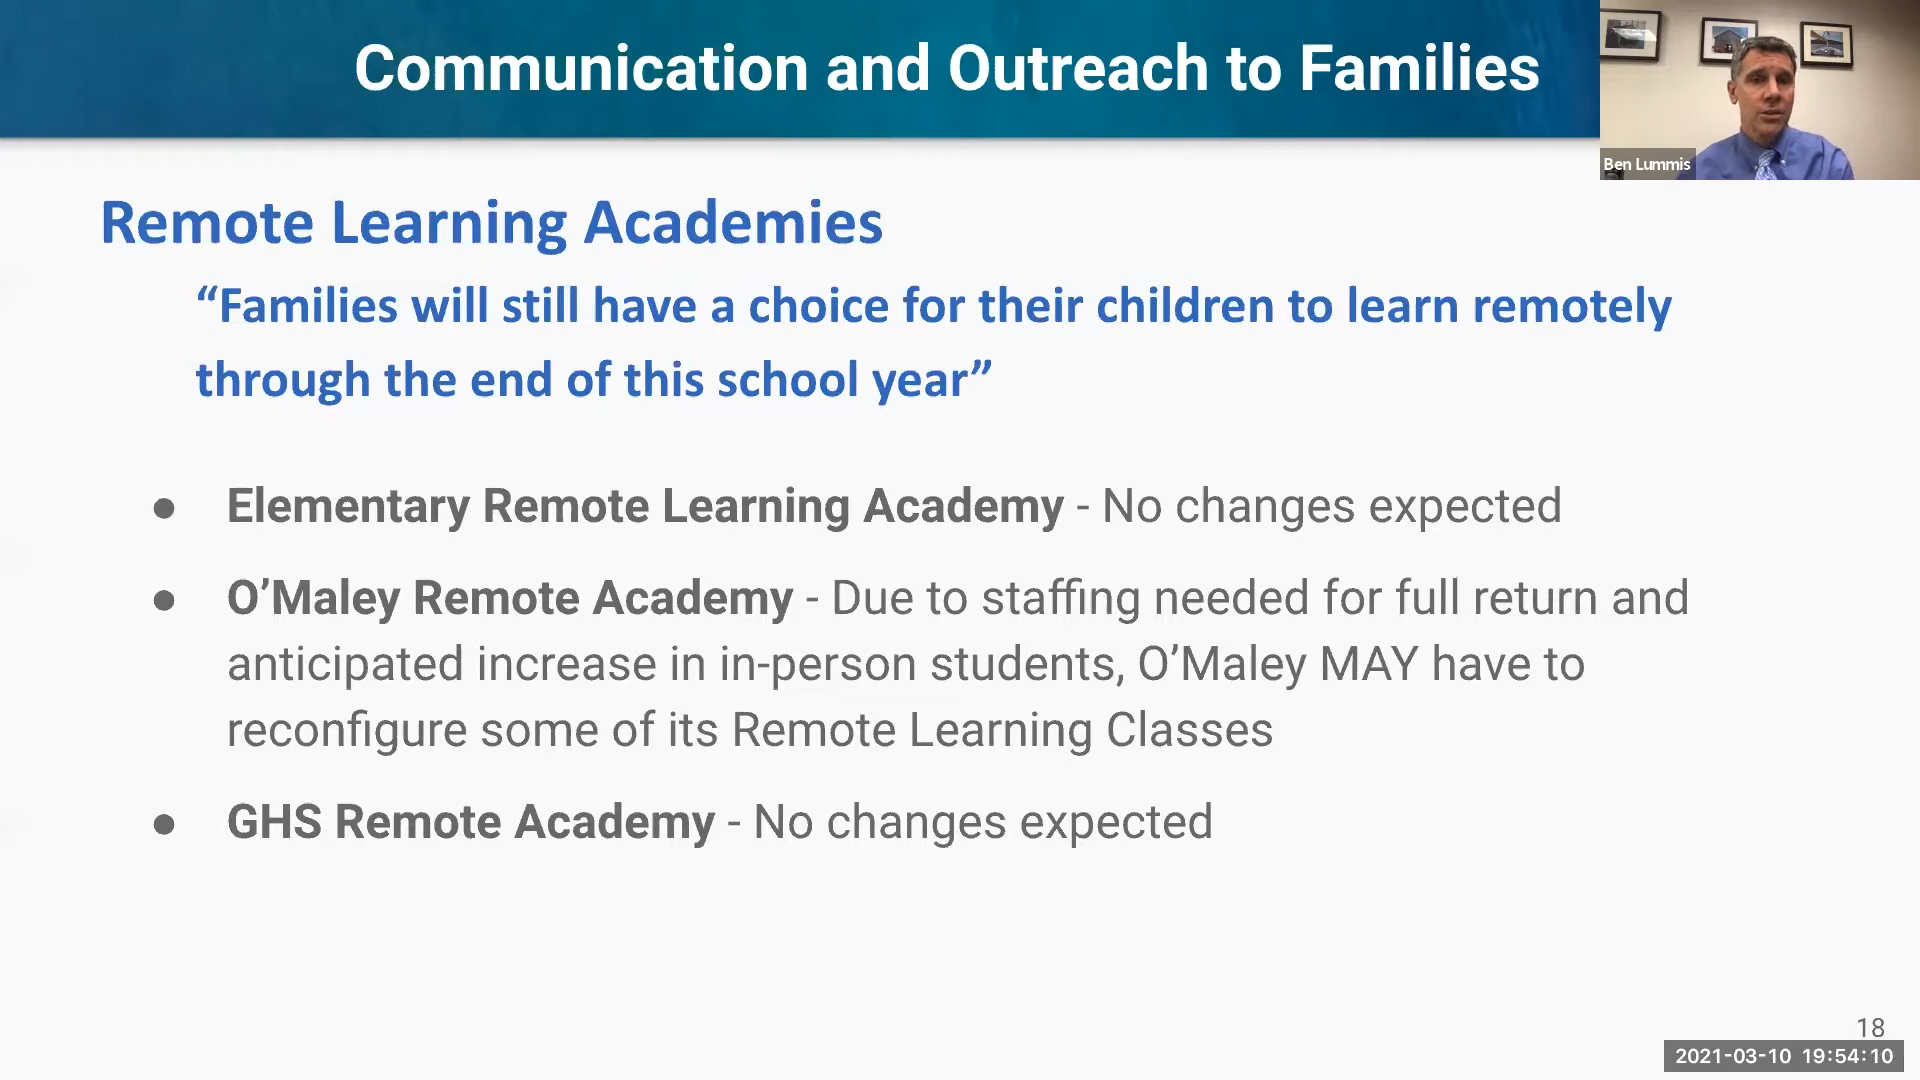 Communication and Outreach to Families
Ben Lummis
Remote Learning Academies
“Families will still have a choice for their children to learn remotely
through the end of this school year”
● Elementary Remote Learning Academy - No changes expected
● O’Maley Remote Academy - Due to staffing needed for full return and
anticipated increase in in-person students, O’Maley MAY have to
reconfigure some of its Remote Learning Classes
● GHS Remote Academy - No changes expected
18
2021-03-10 19:54:10